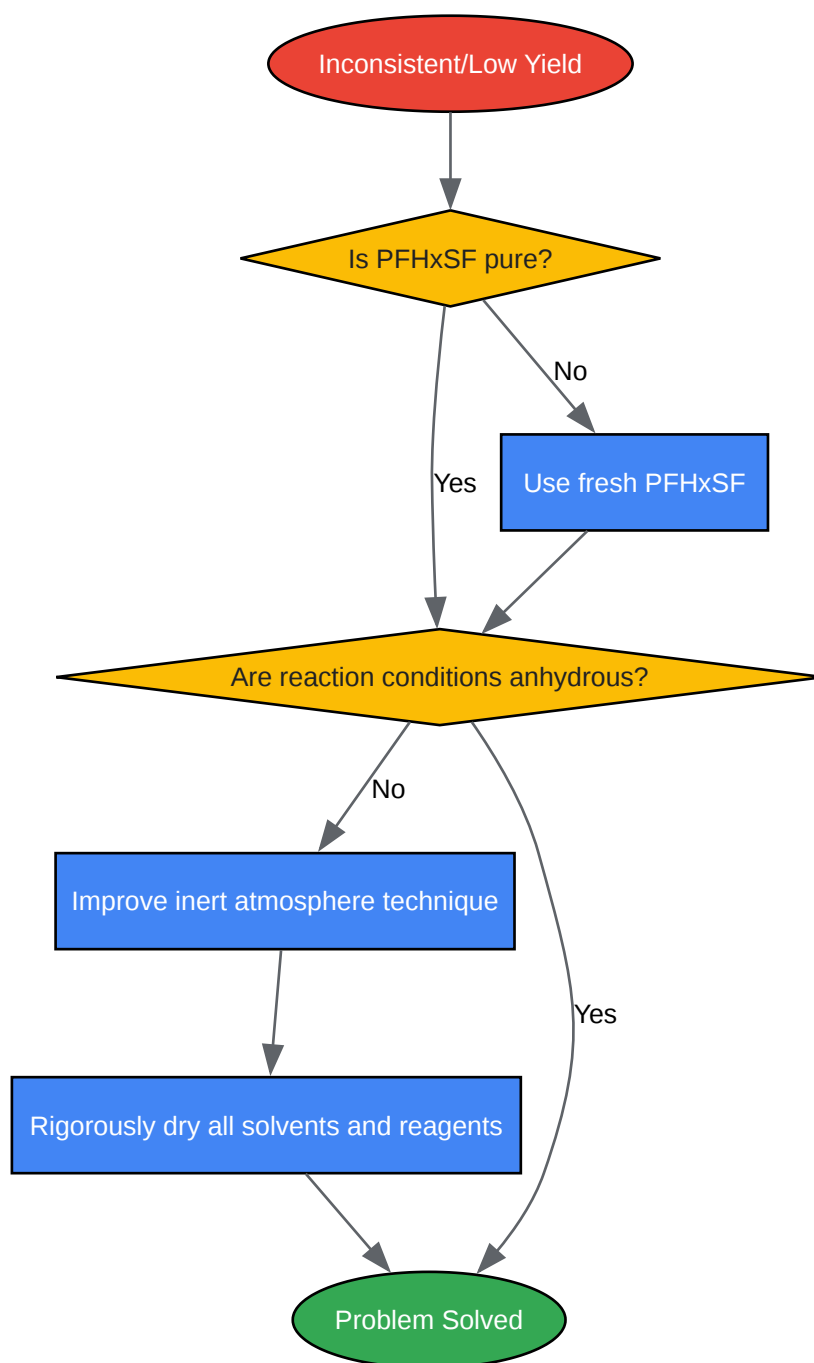 Inconsistent/Low Yield
Is PFHxSF pure?
No
Yes
Use fresh PFHxSF
Are reaction conditions anhydrous?
No
Improve inert atmosphere technique
Yes
Rigorously dry all solvents and reagents
Problem Solved